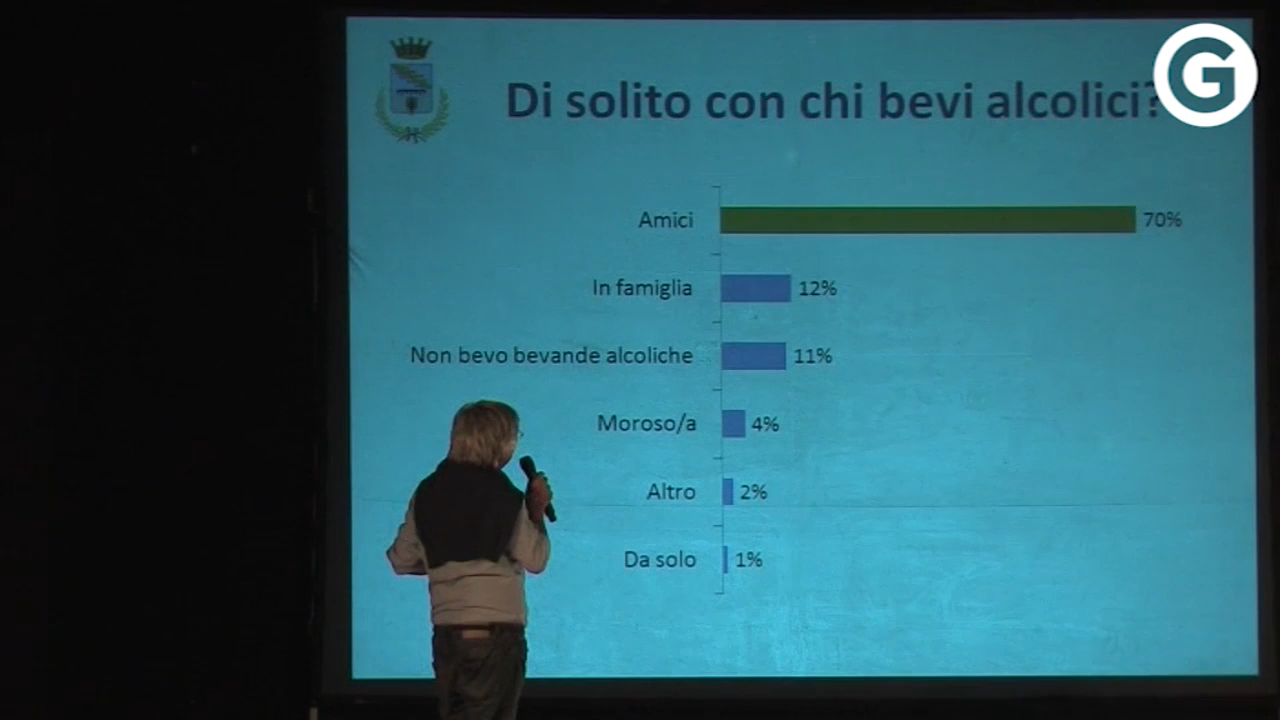 Di solito con chi bevi alcolici?
Amici 70%
In famiglia 12%
Non bevo bevande alcoliche 11%
Moroso/a 4%
Altro 2%
Da solo 1%
G